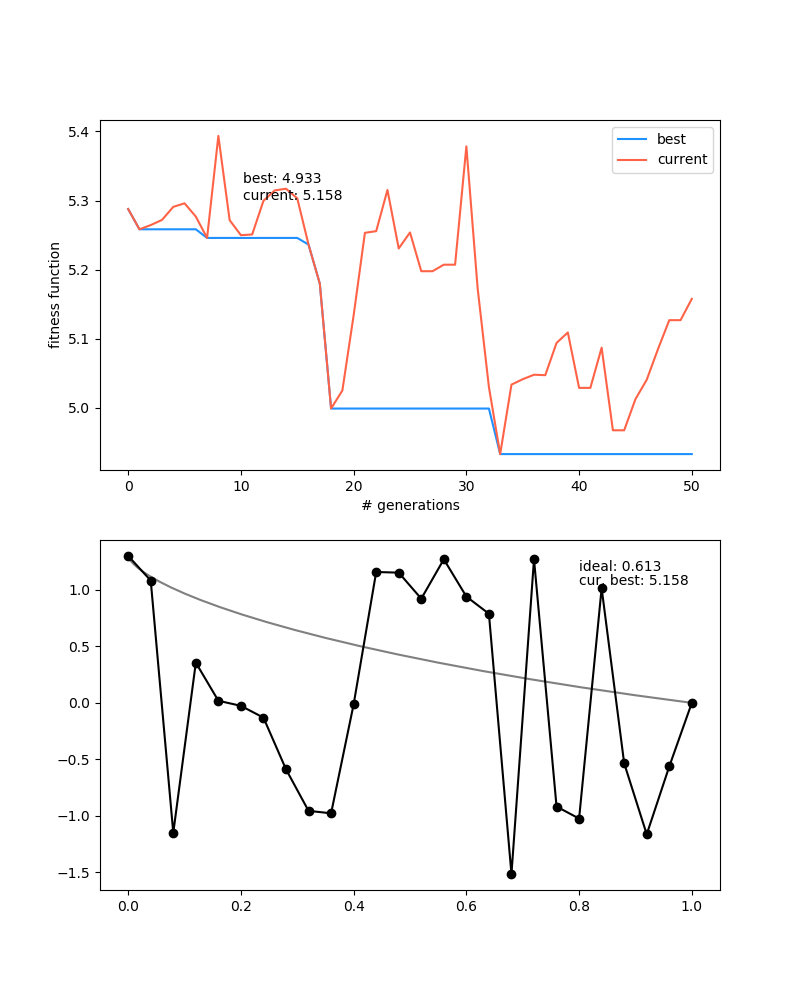 5.4
5.3
5.2
5.1
5.0
fitness function
best: 4.933
current: 5.158
best
current
0 10 20 30 40 50
# generations
1.0
0.5
0.0
−0.5
−1.0
−1.5
ideal: 0.613
cur. best: 5.158
0.0 0.2 0.4 0.6 0.8 1.0